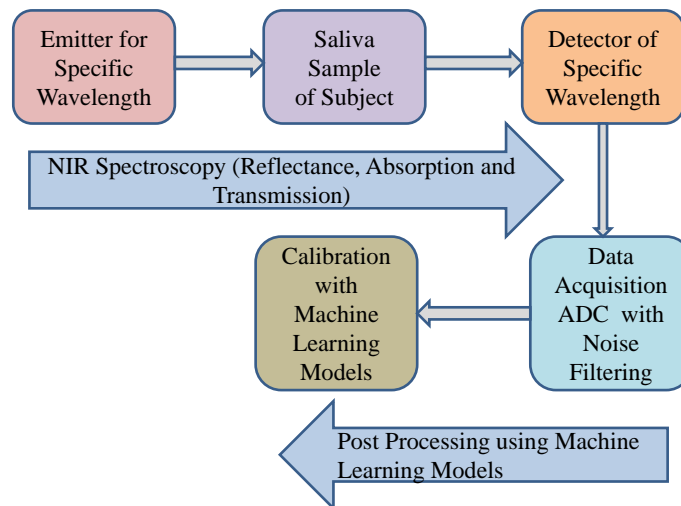 Emitter for
Specific
Wavelength
Saliva
Sample
of Subject
Detector of
Specific
Wavelength
NIR Spectroscopy (Reflectance, Absorption and
Transmission)
Calibration
with
Machine
Learning
Models
Data
Acquisition
ADC with
Noise
Filtering
Post Processing using Machine
Learning Models